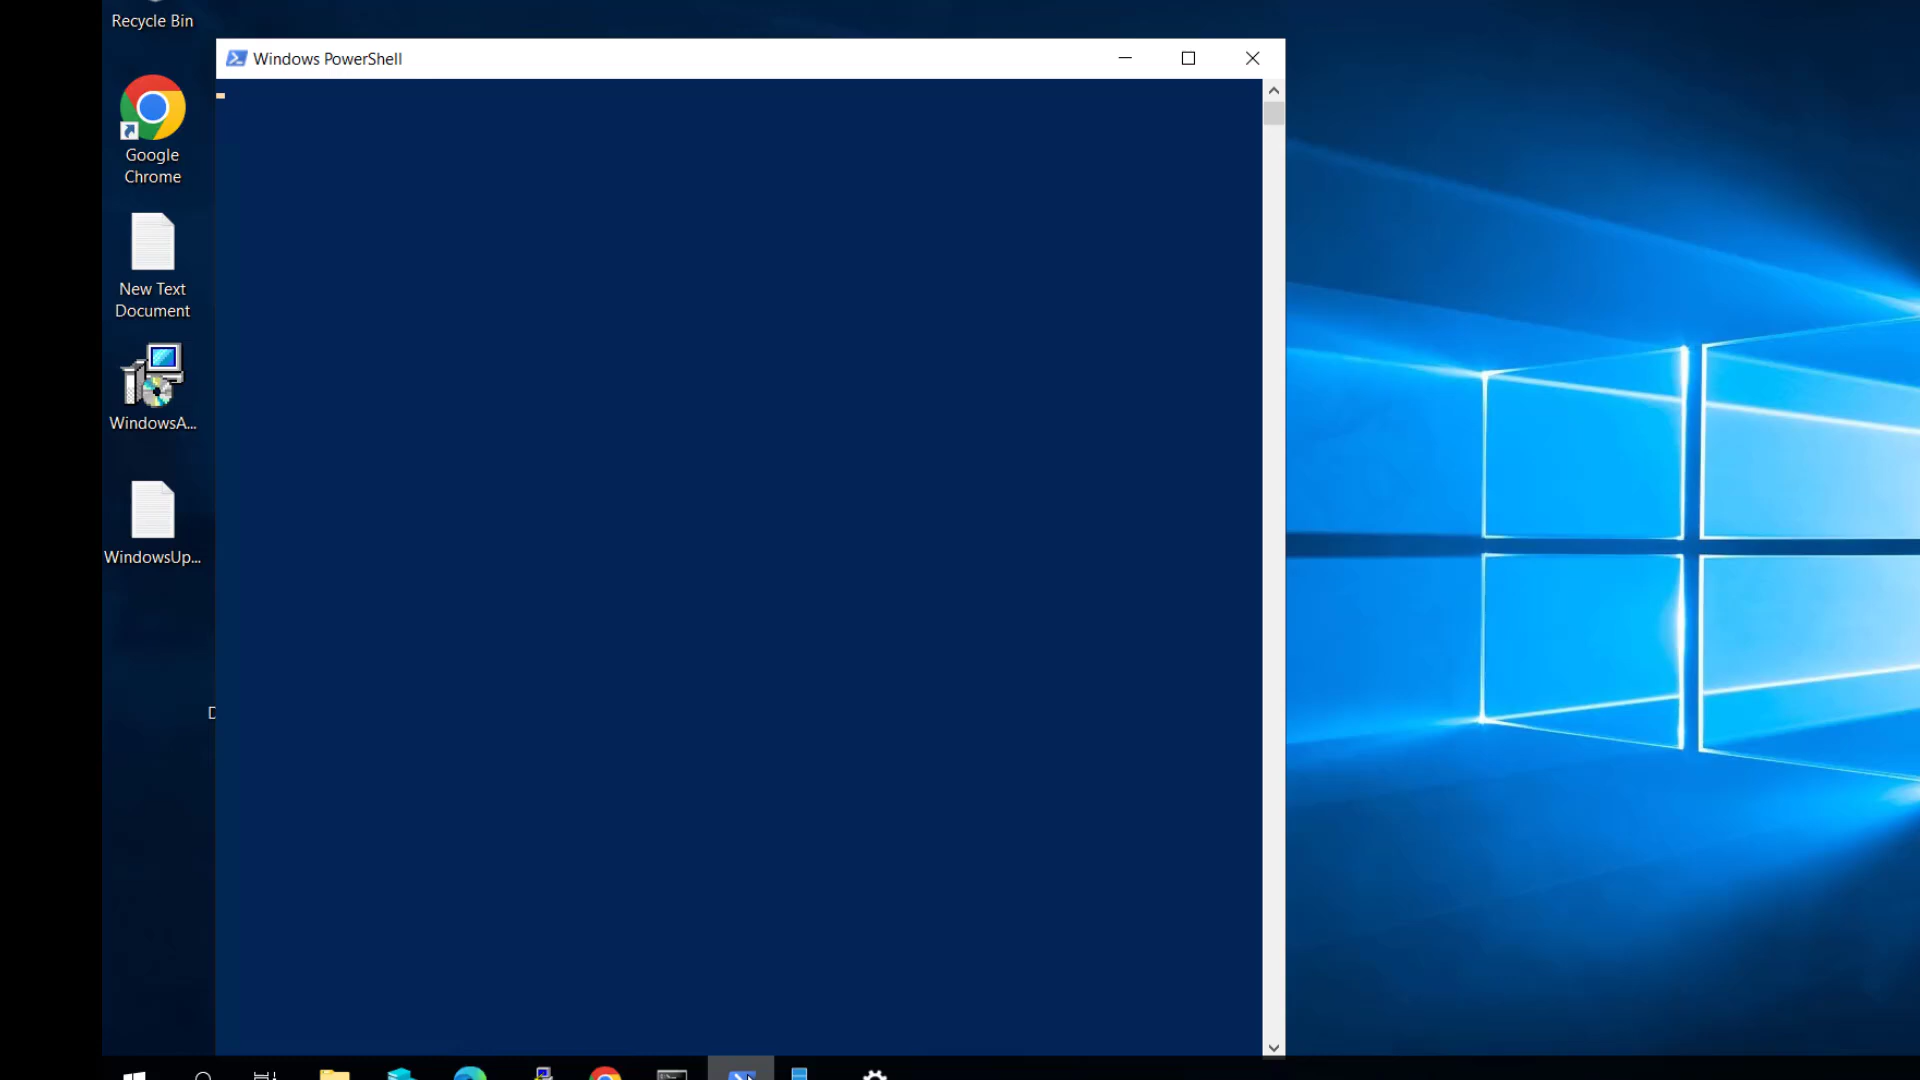 Recycle Bin
Windows PowerShell
Google
Chrome
New Text
Document
WindowsA...
WindowsUp...
D